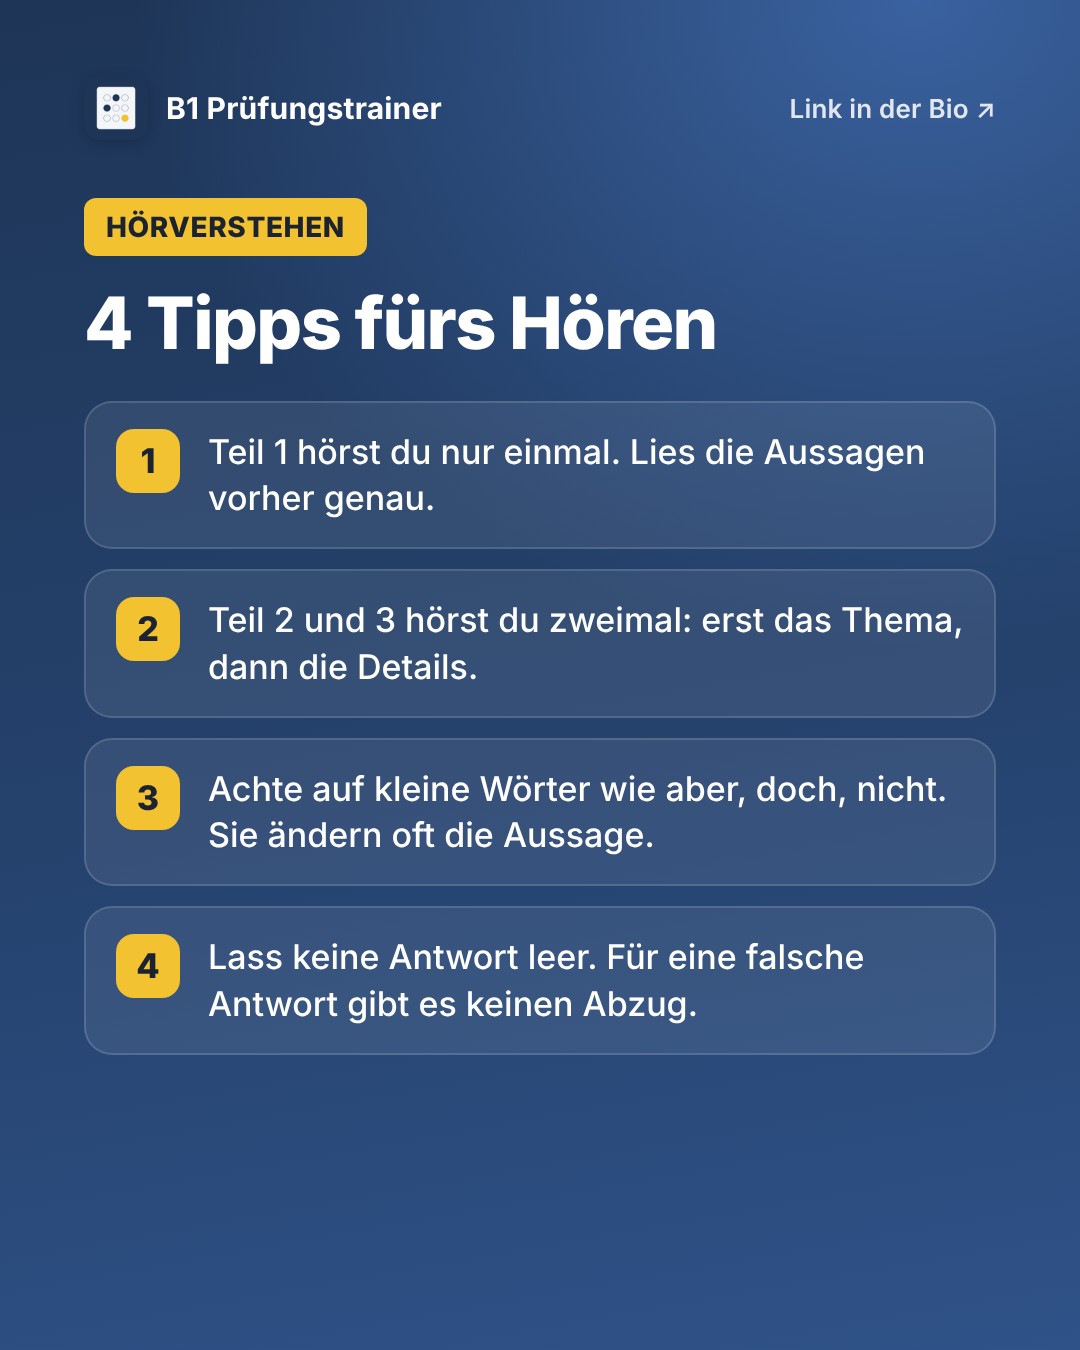 B1 Prüfungstrainer
Link in der Bio ↗
HÖRVERSTEHEN
4 Tipps fürs Hören
1
Teil 1 hörst du nur einmal. Lies die Aussagen
vorher genau.
2
Teil 2 und 3 hörst du zweimal: erst das Thema,
dann die Details.
3
Achte auf kleine Wörter wie aber, doch, nicht.
Sie ändern oft die Aussage.
4
Lass keine Antwort leer. Für eine falsche
Antwort gibt es keinen Abzug.